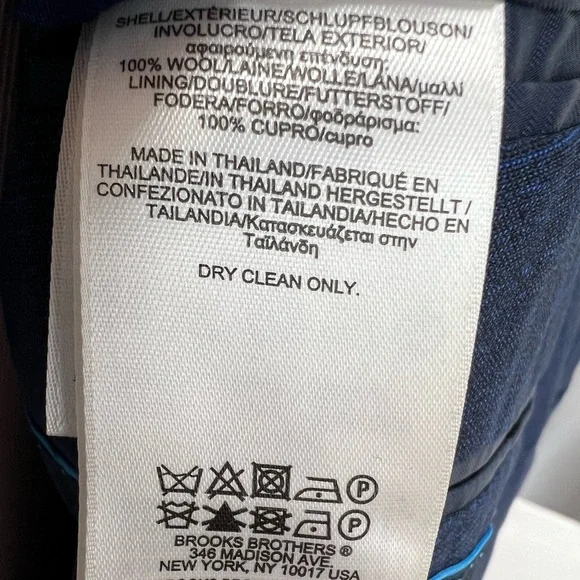 SHELL/EXTÉRIEUR/SCHLUPFBLOUSON/
INVOLUCRO/TELA EXTERIOR/
αφαιρούμενη επένδυση:
100% WOOL/LAINE/WOLLE/LANA/μαλλί
LINING/DOUBLURE/FUTTERSTOFF/
FODERA/FORRO/φοδράρισμα:
100% CUPRO/cupro
MADE IN THAILAND/FABRIQUÉ EN
THAILANDE/IN THAILAND HERGESTELLT /
CONFEZIONATO IN TAILANDIA/HECHO EN
TAILANDIA/Κατασκευάζεται στην
Ταϊλάνδη
DRY CLEAN ONLY.
P
P
BROOKS BROTHERS ®
346 MADISON AVE.
NEW YORK, NY 10017 USA